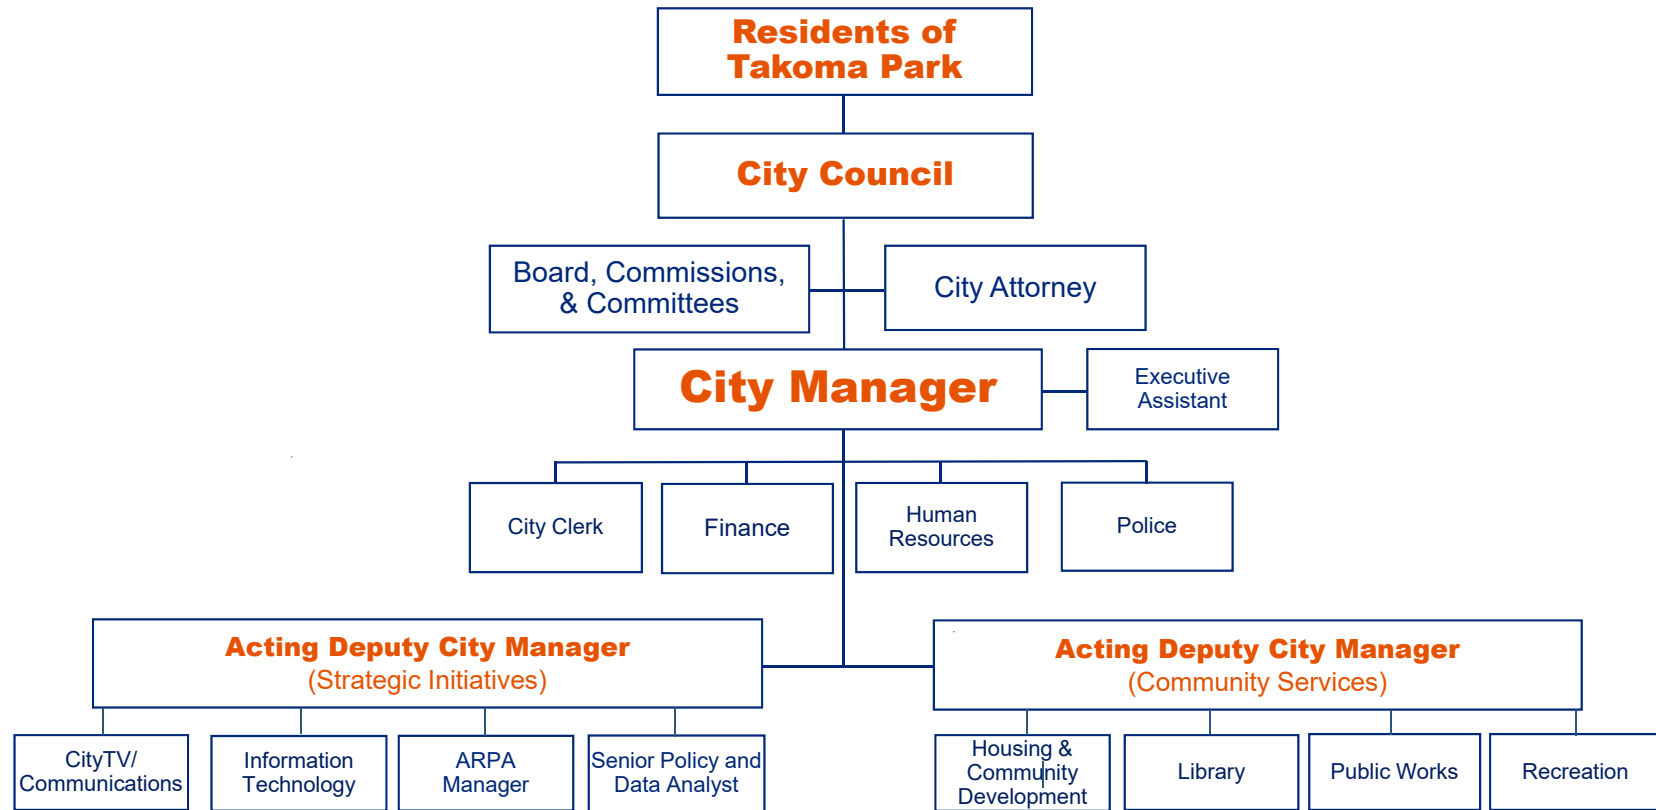 Residents of
Takoma Park
City Council
Board, Commissions,
& Committees
City Attorney
City Manager
Executive
Assistant
City Clerk
Finance
Human
Resources
Police
Acting Deputy City Manager
(Strategic Initiatives)
Acting Deputy City Manager
(Community Services)
CityTV/
Communications
Information
Technology
ARPA
Manager
Senior Policy and
Data Analyst
Housing &
Community
Development
Library
Public Works
Recreation